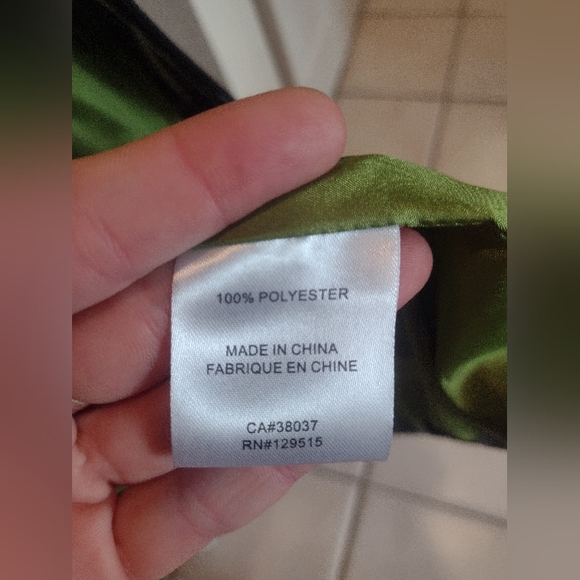 100% POLYESTER
MADE IN CHINA
FABRIQUE EN CHINE
CA#38037
RN#129515